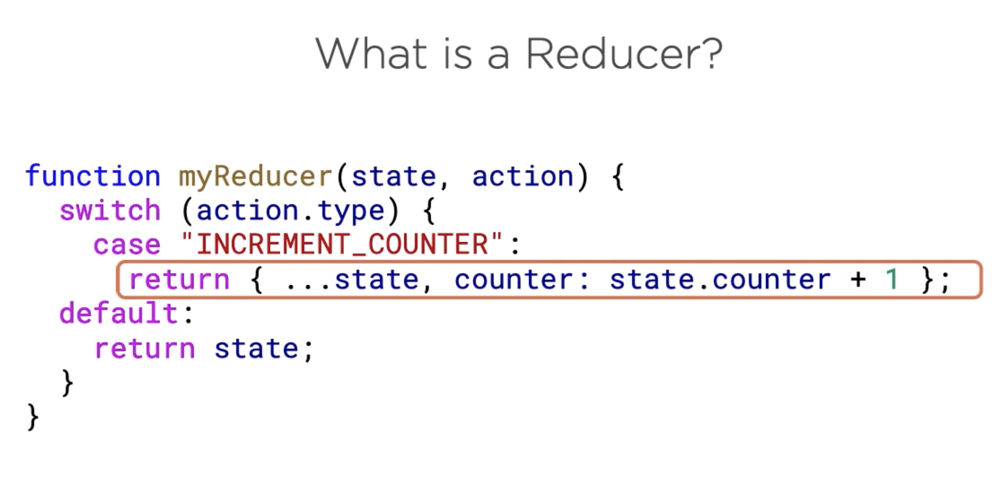 What is a Reducer?
function myReducer(state, action) {
  switch (action.type) {
    case "INCREMENT_COUNTER":
      return { ...state, counter: state.counter + 1 };
  default:
    return state;
  }
}